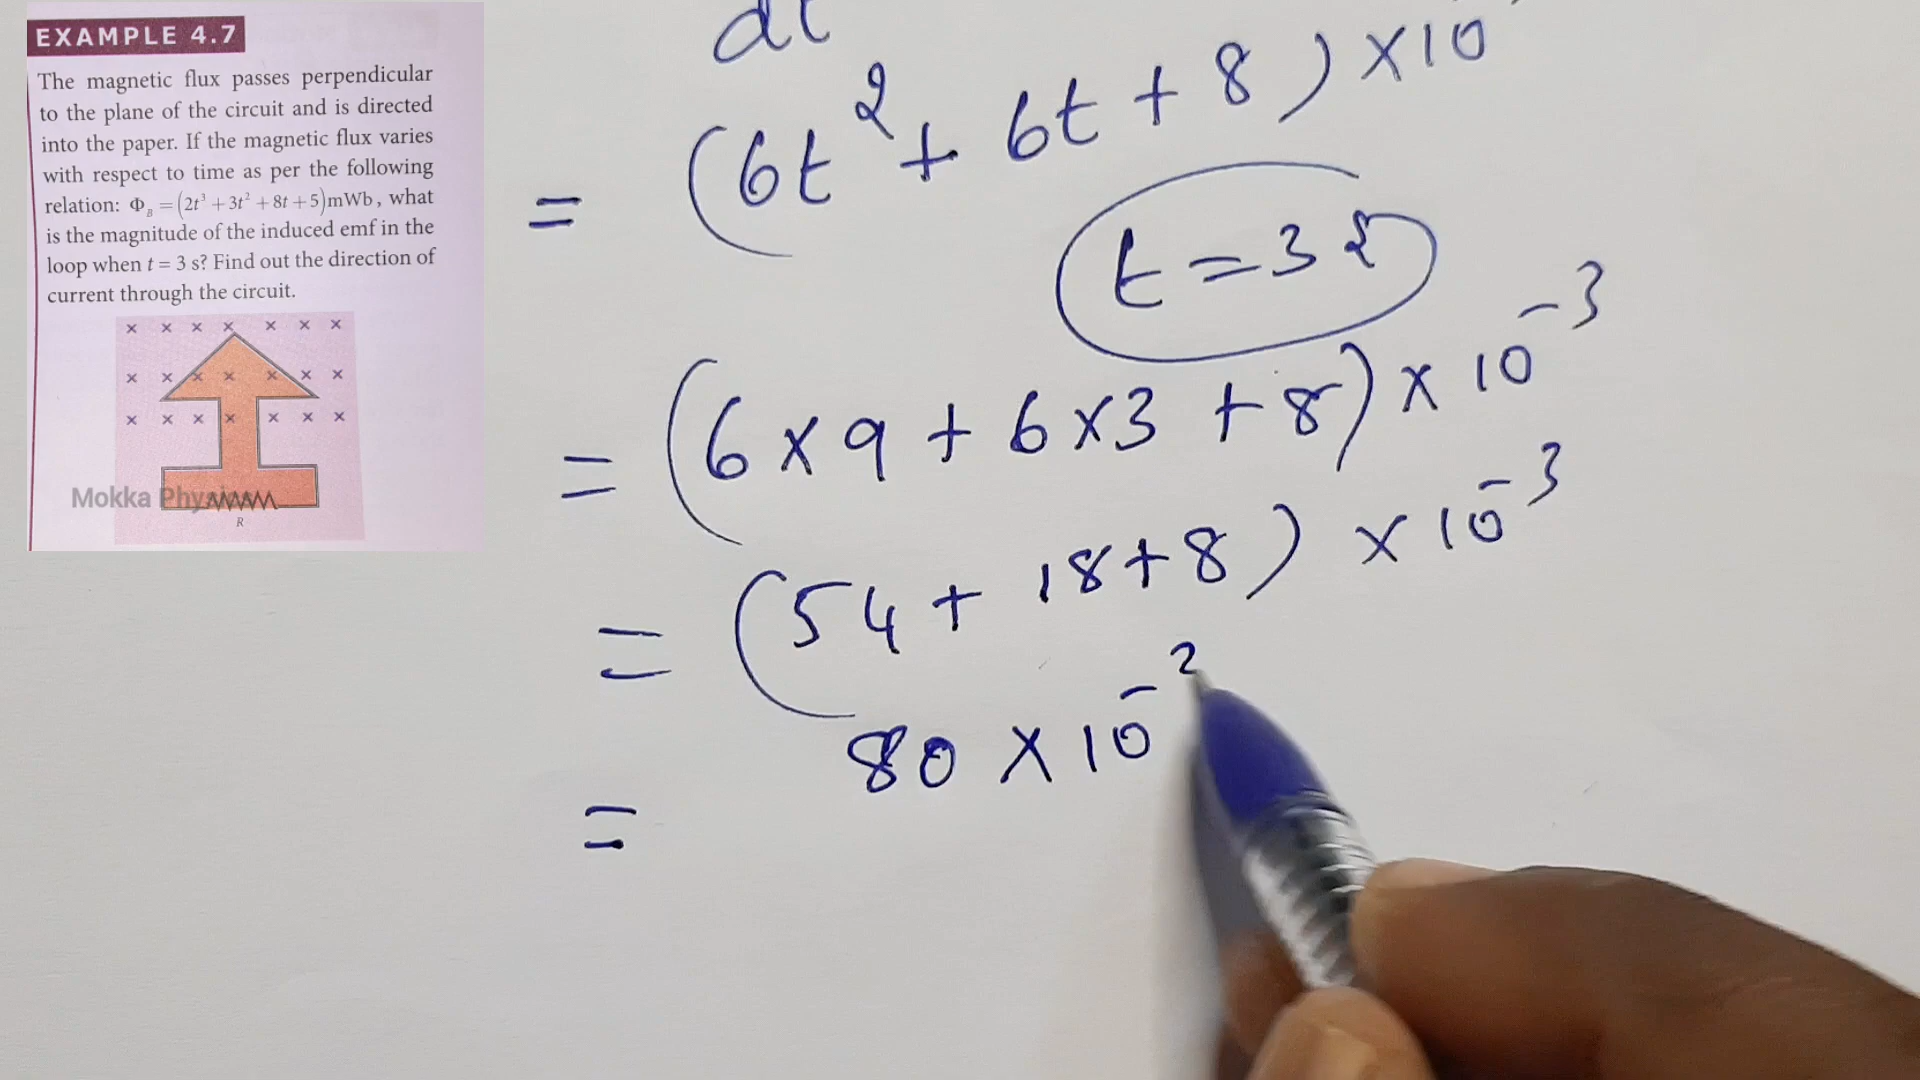 EXAMPLE 4.7
The magnetic flux passes perpendicular
to the plane of the circuit and is directed
into the paper. If the magnetic flux varies
with respect to time as per the following
relation: Φ_B = (2t³ + 3t² + 8t + 5)mWb, what
is the magnitude of the induced emf in the
loop when t = 3 s? Find out the direction of
current through the circuit.
Mokka Physics
R
dt
= (6t² + 6t + 8) × 10
t = 3
= (6 × 9 + 6 × 3 + 8) × 10⁻³
= (54 + 18 + 8) × 10⁻³
= 80 × 10⁻